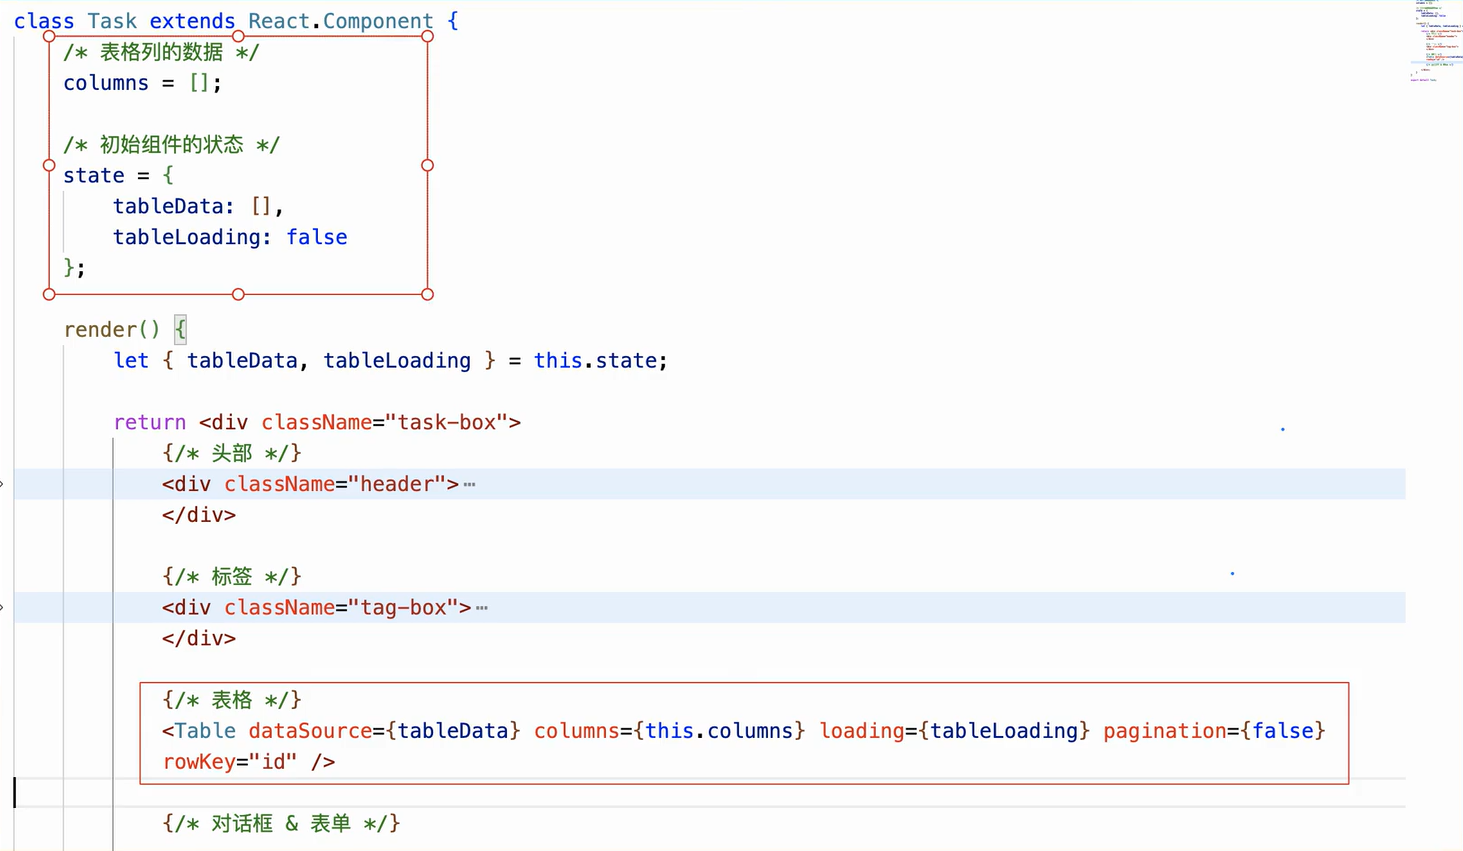 class Task extends React.Component {
/* 表格列的数据 */
columns = [];
/* 初始组件的状态 */
state = {
tableData: [],
tableLoading: false
};
render() {
let { tableData, tableLoading } = this.state;
return <div className="task-box">
{/* 头部 */}
<div className="header">⋯
</div>
{/* 标签 */}
<div className="tag-box">⋯
</div>
{/* 表格 */}
<Table dataSource={tableData} columns={this.columns} loading={tableLoading} pagination={false}
rowKey="id" />
{/* 对话框 & 表单 */}